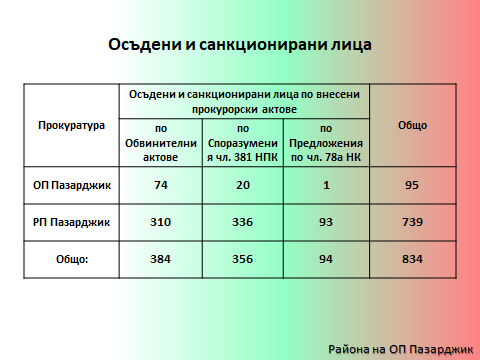 Осъдени и санкционирани лица
Прокуратура
Осъдени и санкционирани лица по внесени
прокурорски актове
Общо
по
Обвинителни
актове
по
Споразумени
я чл. 381 НПК
по
Предложения
по чл. 78а НК
ОП Пазарджик 74 20 1 95
РП Пазарджик 310 336 93 739
Общо: 384 356 94 834
Района на ОП Пазарджик